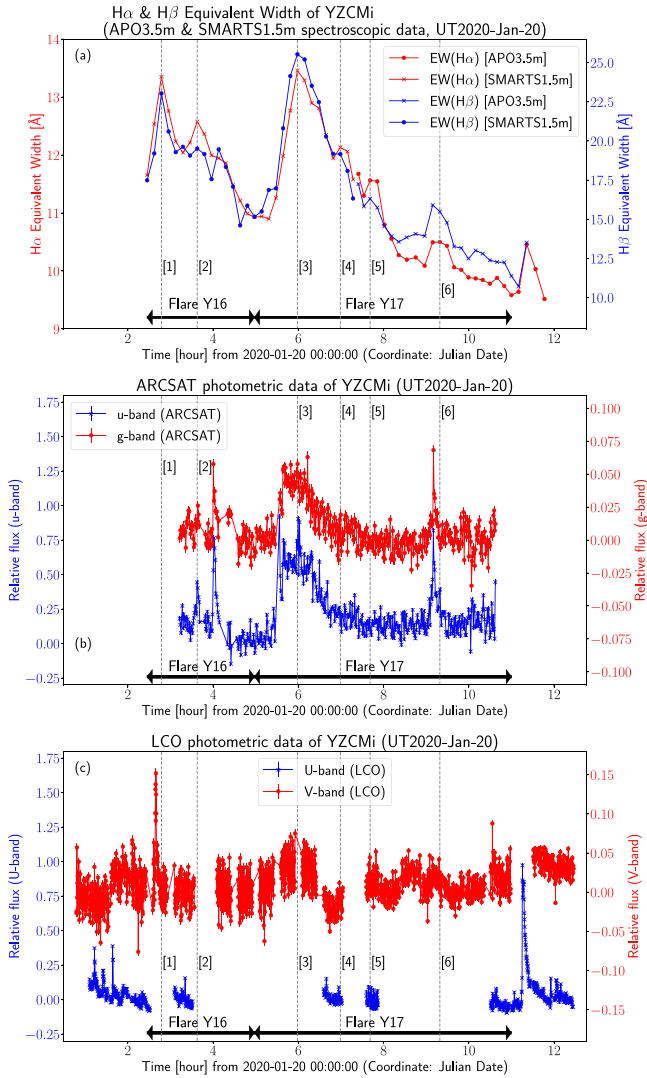 Hα & Hβ Equivalent Width of YZCMi
(APO3.5m & SMARTS1.5m spectroscopic data, UT2020-Jan-20)
(a)
EW(Hα) [APO3.5m]
EW(Hα) [SMARTS1.5m]
EW(Hβ) [APO3.5m]
EW(Hβ) [SMARTS1.5m]
Hα Equivalent Width [Å]
14
13
12
11
10
9
Hβ Equivalent Width [Å]
25.0
22.5
20.0
17.5
15.0
12.5
10.0
[1] [2] [3] [4] [5] [6]
Flare Y16 Flare Y17
2 4 6 8 10 12
Time [hour] from 2020-01-20 00:00:00 (Coordinate: Julian Date)
ARCSAT photometric data of YZCMi (UT2020-Jan-20)
u-band (ARCSAT)
g-band (ARCSAT)
[1] [2] [3] [4] [5] [6]
Relative flux (u-band)
1.75
1.50
1.25
1.00
0.75
0.50
0.25
0.00
−0.25
Relative flux (g-band)
0.100
0.075
0.050
0.025
0.000
−0.025
−0.050
−0.075
−0.100
(b)
Flare Y16 Flare Y17
2 4 6 8 10 12
Time [hour] from 2020-01-20 00:00:00 (Coordinate: Julian Date)
LCO photometric data of YZCMi (UT2020-Jan-20)
(c)
U-band (LCO)
V-band (LCO)
Relative flux (U-band)
1.75
1.50
1.25
1.00
0.75
0.50
0.25
0.00
−0.25
Relative flux (V-band)
0.15
0.10
0.05
0.00
−0.05
−0.10
−0.15
[1] [2] [3] [4] [5] [6]
Flare Y16 Flare Y17
2 4 6 8 10 12
Time [hour] from 2020-01-20 00:00:00 (Coordinate: Julian Date)